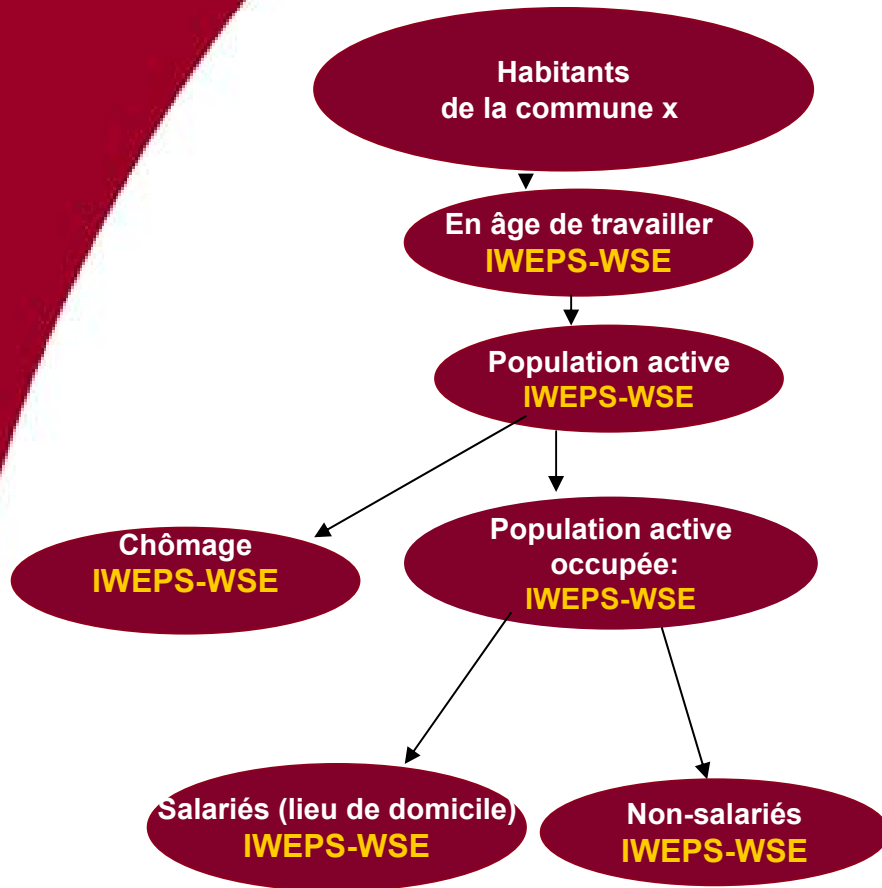 Habitants
de la commune x
En âge de travailler
IWEPS-WSE
Population active
IWEPS-WSE
Chômage
IWEPS-WSE
Population active
occupée:
IWEPS-WSE
Salariés (lieu de domicile)
IWEPS-WSE
Non-salariés
IWEPS-WSE